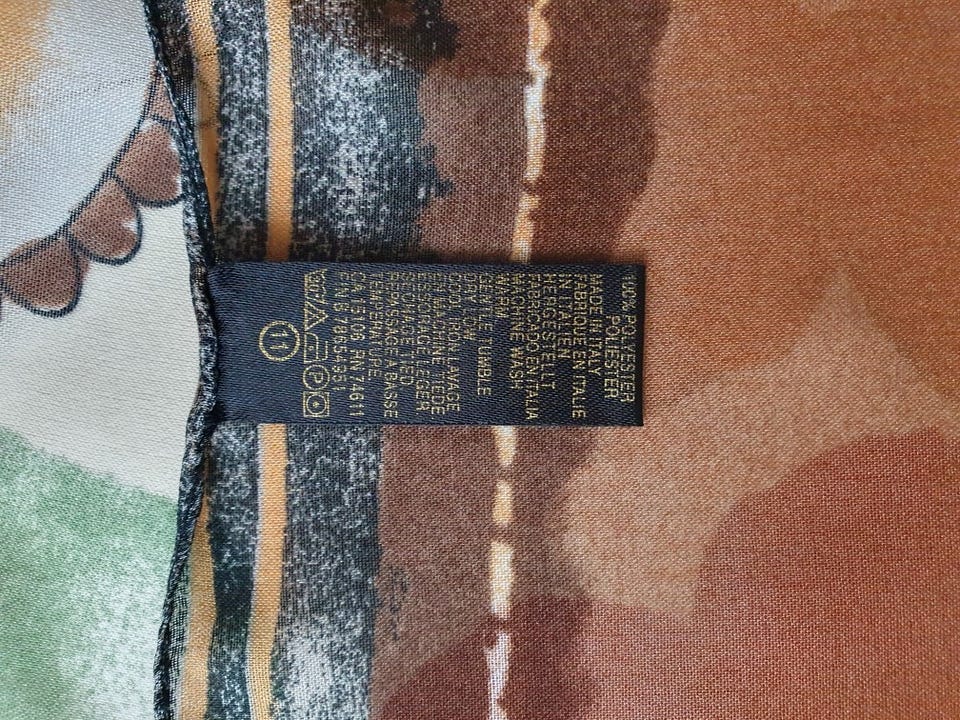 100% POLYESTER
POLIESTER
MADE IN ITALY
FABRIQUE EN ITALIE
IN ITALIEN
HERGESTELLT
FABRICADO EN ITALIA
MACHINE WASH
WARM
GENTLE TUMBLE
DRY LOW
COOL IRON LAVAGE
EN MACHINE TIEDE.
ESSORAGE LEGER.
SECHAGE TIED
REPASSAGE A BASSE
TEMPERATURE.
CA 15106 RN 74611
11